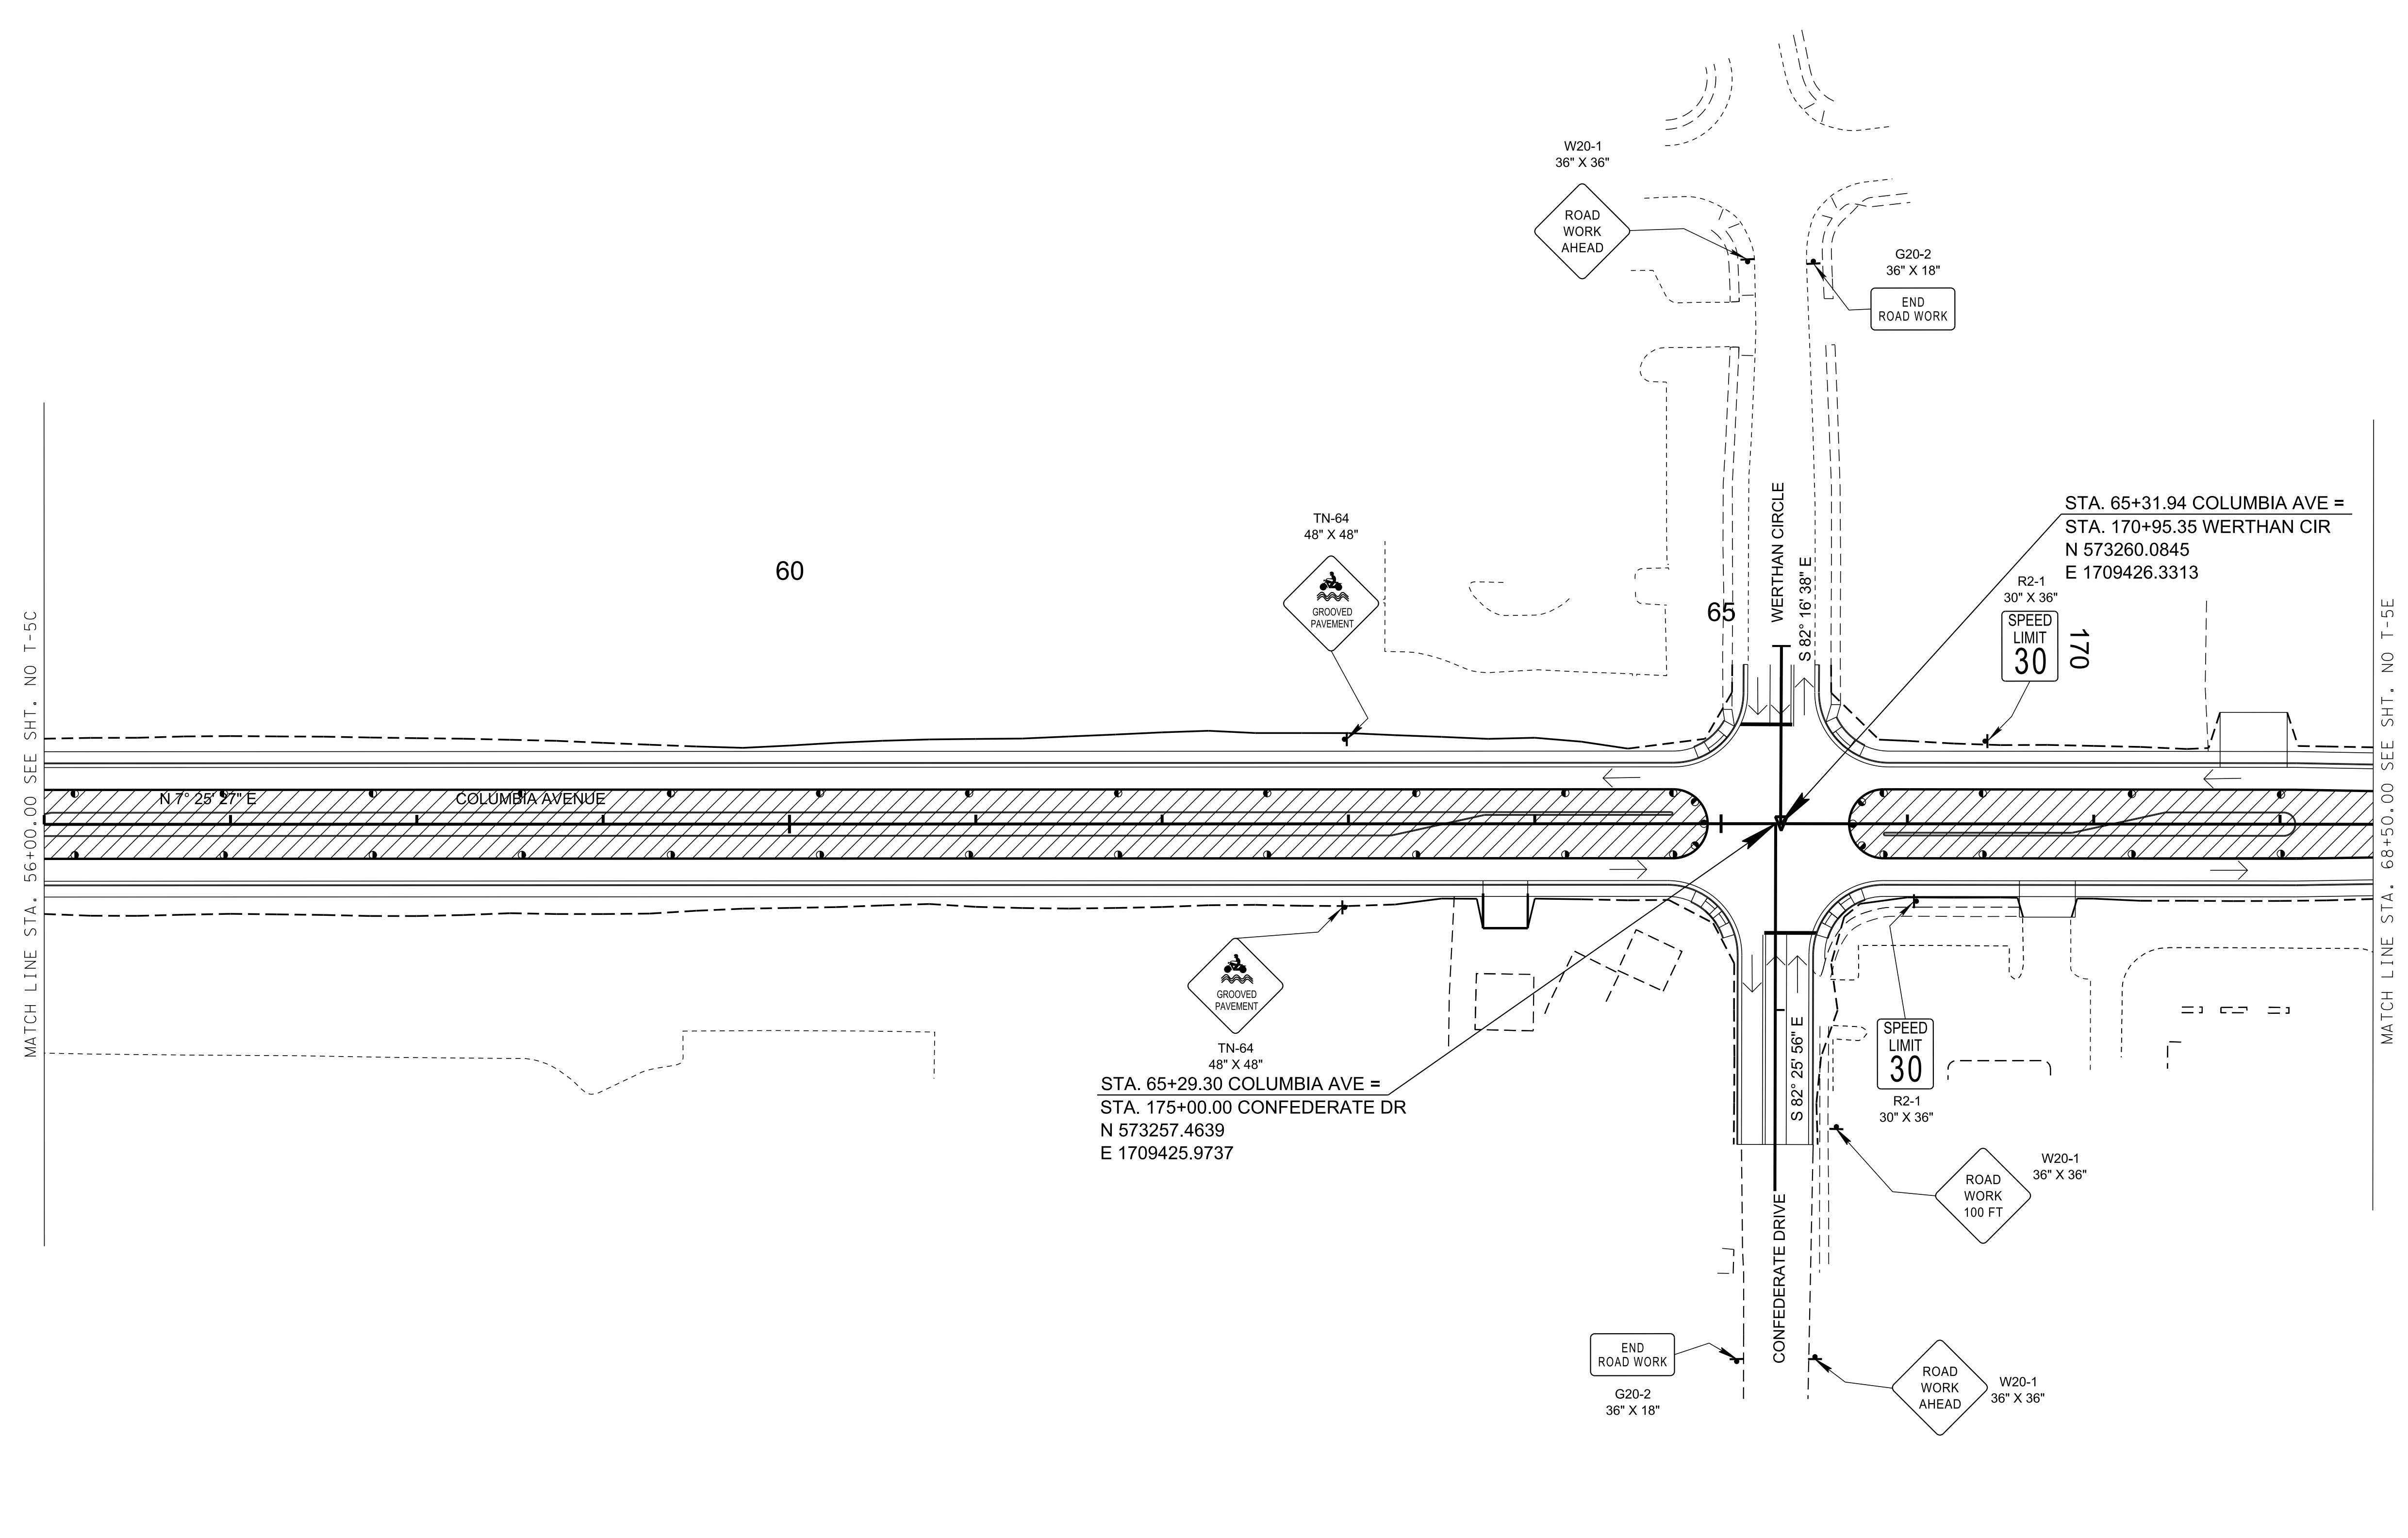 W20-1
36" X 36"
ROAD
WORK
AHEAD
G20-2
36" X 18"
END
ROAD WORK
TN-64
48" X 48"
GROOVED
PAVEMENT
60
65
WERTHAN CIRCLE
S 82° 16' 38" E
STA. 65+31.94 COLUMBIA AVE =
STA. 170+95.35 WERTHAN CIR
N 573260.0845
E 1709426.3313
R2-1
30" X 36"
SPEED
LIMIT
30
170
MATCH LINE STA. 56+00.00 SEE SHT. NO T-5C
MATCH LINE STA. 68+50.00 SEE SHT. NO T-5E
N 7° 25' 27" E
COLUMBIA AVENUE
GROOVED
PAVEMENT
TN-64
48" X 48"
STA. 65+29.30 COLUMBIA AVE =
STA. 175+00.00 CONFEDERATE DR
N 573257.4639
E 1709425.9737
S 82° 25' 56" E
SPEED
LIMIT
30
R2-1
30" X 36"
W20-1
36" X 36"
ROAD
WORK
100 FT
CONFEDERATE DRIVE
END
ROAD WORK
G20-2
36" X 18"
ROAD
WORK
AHEAD
W20-1
36" X 36"